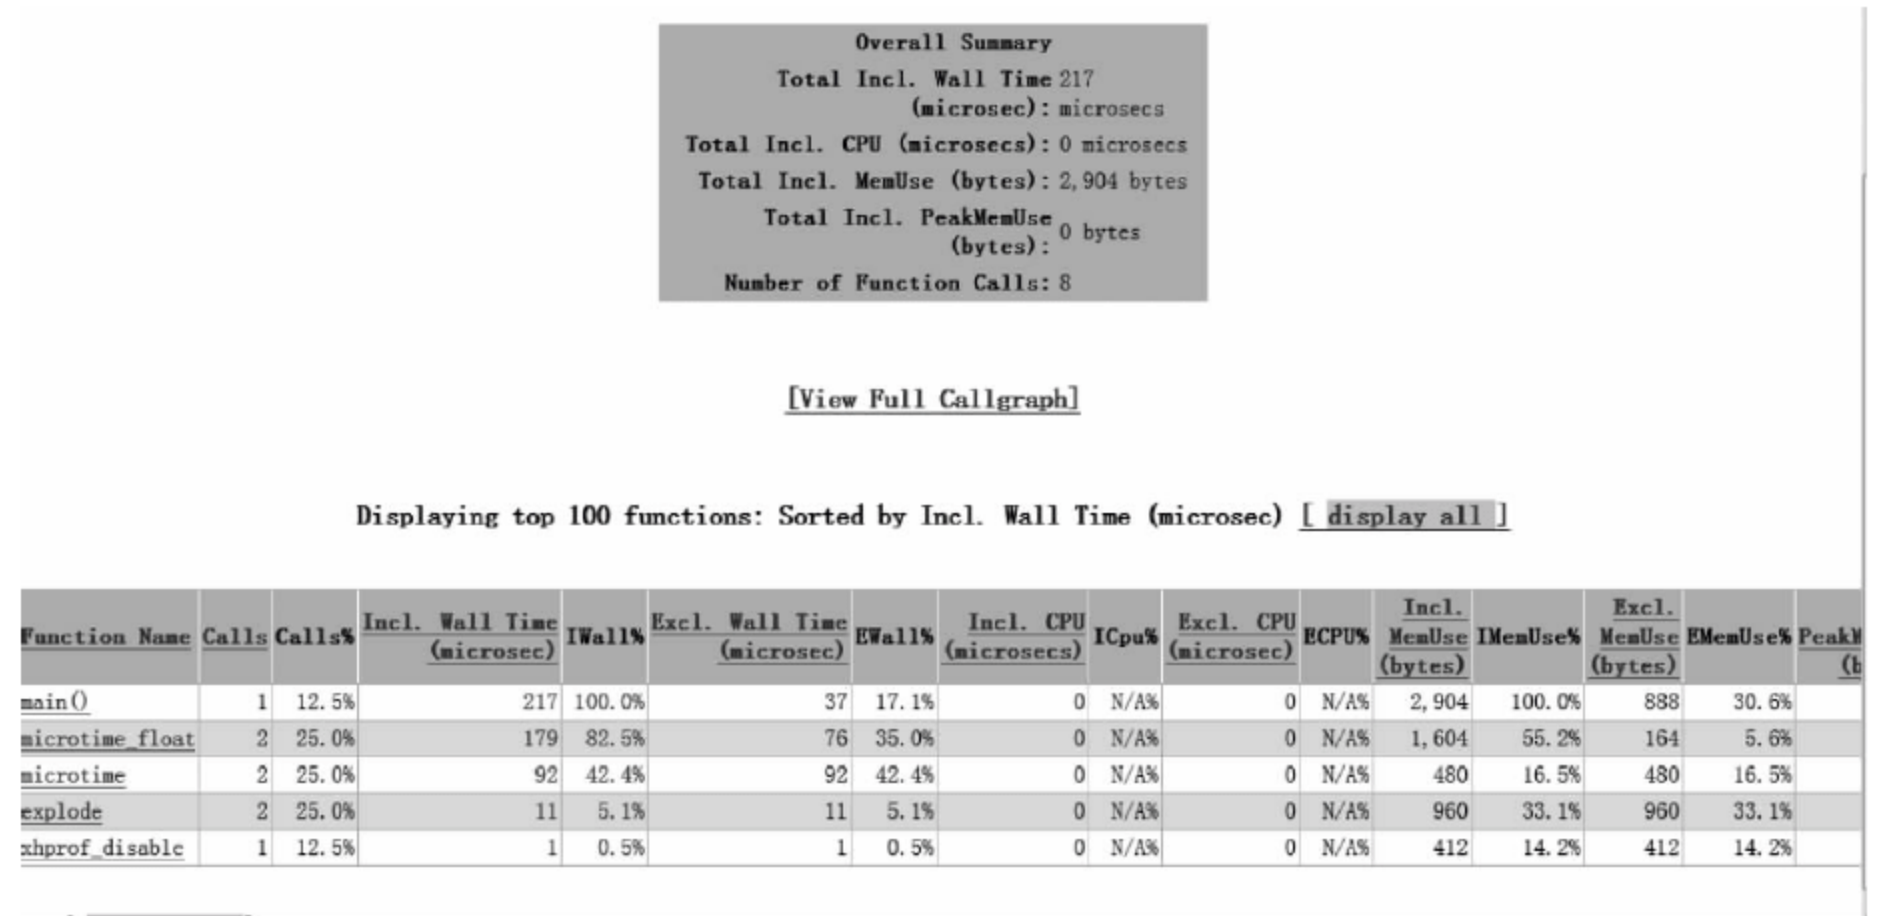 Overall Summary
Total Incl. Wall Time 217
(microsec): microsecs
Total Incl. CPU (microsecs): 0 microsecs
Total Incl. MemUse (bytes): 2,904 bytes
Total Incl. PeakMemUse
(bytes): 0 bytes
Number of Function Calls: 8
[View Full Callgraph]
Displaying top 100 functions: Sorted by Incl. Wall Time (microsec) [ display all ]
Function Name Calls Calls% Incl. Wall Time (microsec) IWall% Excl. Wall Time (microsec) EWall% Incl. CPU (microsecs) ICpu% Excl. CPU (microsec) ECPU% Incl. MemUse (bytes) IMemUse% Excl. MemUse (bytes) EMemUse%
main() 1 12.5% 217 100.0% 37 17.1% 0 N/A% 0 N/A% 2,904 100.0% 888 30.6%
microtime_float 2 25.0% 179 82.5% 76 35.0% 0 N/A% 0 N/A% 1,604 55.2% 164 5.6%
microtime 2 25.0% 92 42.4% 92 42.4% 0 N/A% 0 N/A% 480 16.5% 480 16.5%
explode 2 25.0% 11 5.1% 11 5.1% 0 N/A% 0 N/A% 960 33.1% 960 33.1%
xhprof_disable 1 12.5% 1 0.5% 1 0.5% 0 N/A% 0 N/A% 412 14.2% 412 14.2%